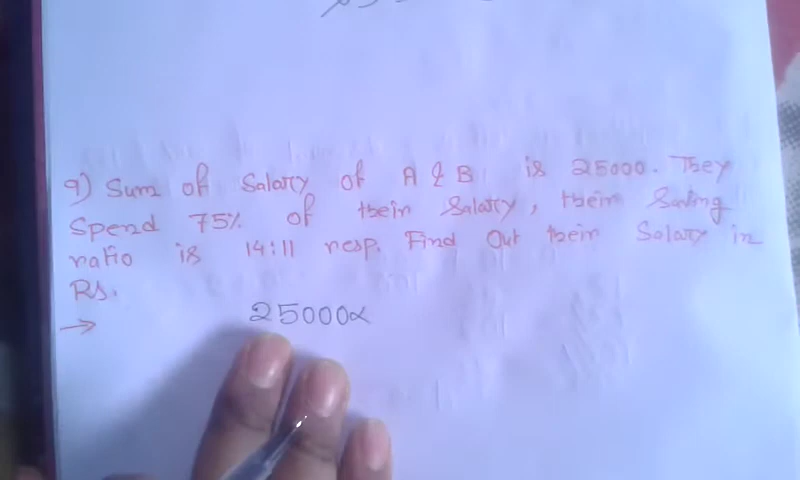 9) Sum of Salary of A & B is 25000. They
Spend 75% of their Salary, their Saving
ratio is 14:11 resp. Find Out their Salary in
Rs.
→ 25000